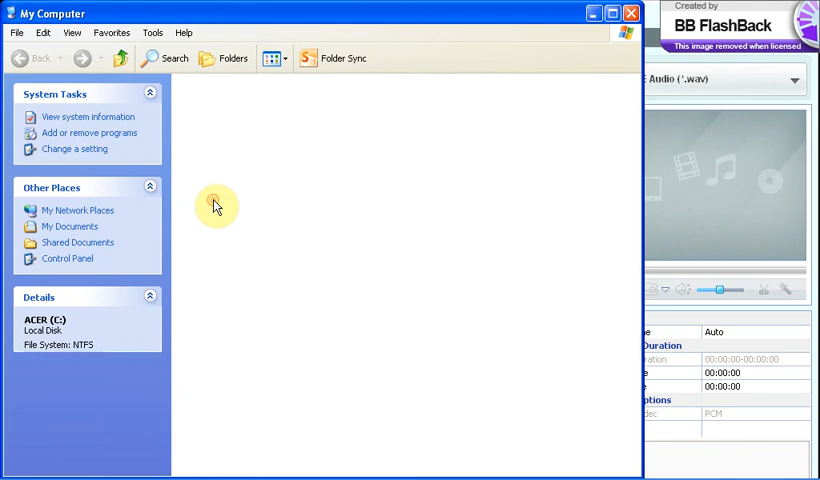 My Computer
File Edit View Favorites Tools Help
Back Search Folders Folder Sync
System Tasks
View system information
Add or remove programs
Change a setting
Other Places
My Network Places
My Documents
Shared Documents
Control Panel
Details
ACER (C:)
Local Disk
File System: NTFS
Created by
BB FlashBack
This image removed when licensed
Audio (*.wav)
Auto
Duration
00:00:00-00:00:00
00:00:00
00:00:00
PCM